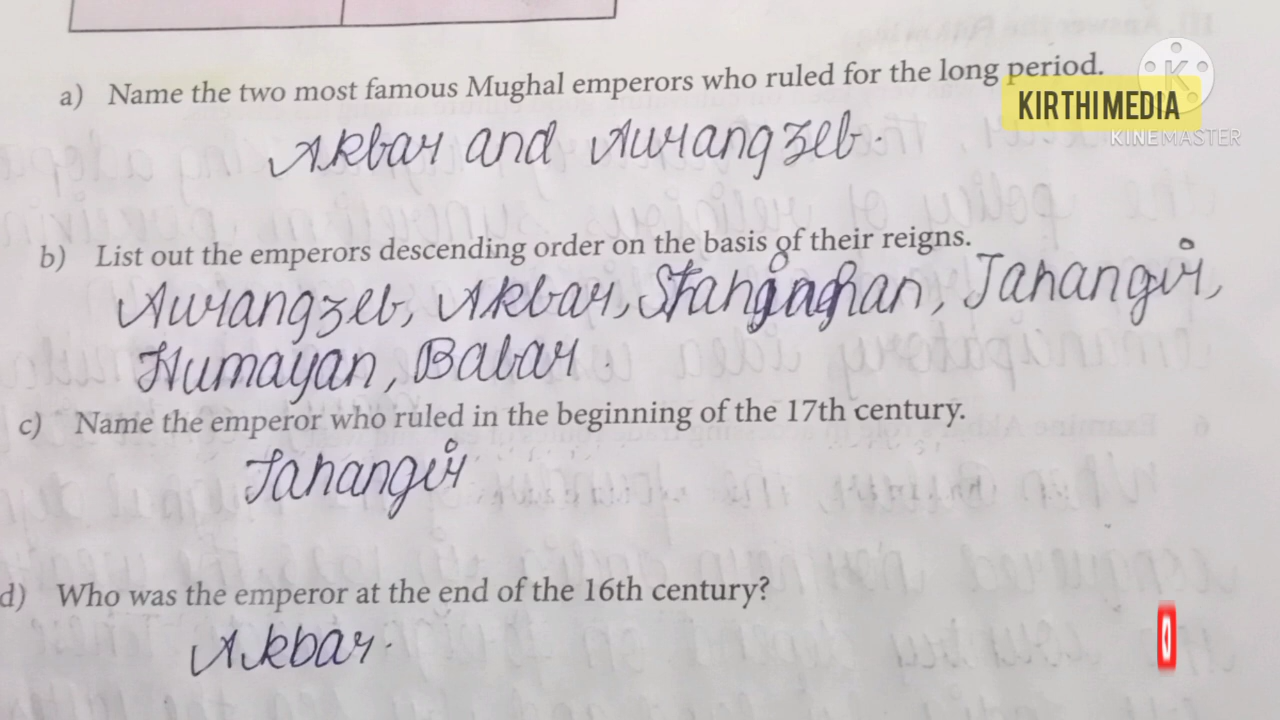 a) Name the two most famous Mughal emperors who ruled for the long period.
KIRTHIMEDIA
KINEMASTER
Akbar and Aurangzeb.
b) List out the emperors descending order on the basis of their reigns.
Aurangzeb, Akbar, Shahjaghan, Jahangir,
Humayan, Babar.
c) Name the emperor who ruled in the beginning of the 17th century.
Jahangir
d) Who was the emperor at the end of the 16th century?
Akbar.